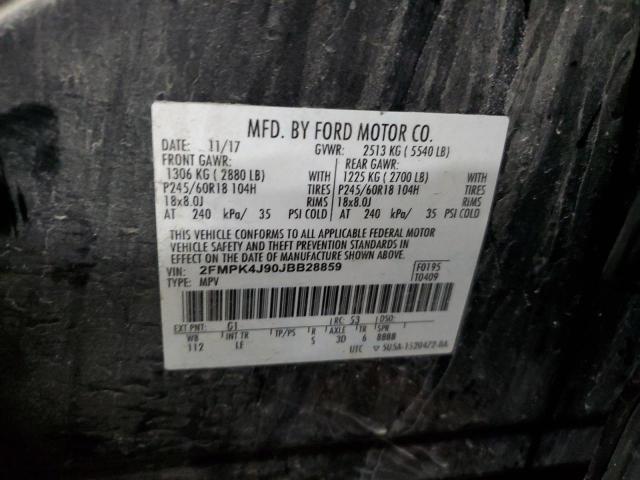 MFD. BY FORD MOTOR CO.
DATE: 11/17 GVWR: 2513 KG ( 5540 LB)
FRONT GAWR: REAR GAWR:
1306 KG ( 2880 LB) WITH 1225 KG ( 2700 LB) WITH
P245/60R18 104H TIRES P245/60R18 104H TIRES
18x8.0J RIMS 18x8.0J RIMS
AT 240 kPa/ 35 PSI COLD AT 240 kPa/ 35 PSI COLD
THIS VEHICLE CONFORMS TO ALL APPLICABLE FEDERAL MOTOR
VEHICLE SAFETY AND THEFT PREVENTION STANDARDS IN
EFFECT ON THE DATE OF MANUFACTURE SHOWN ABOVE.
VIN: 2FMPK4J90JBB28859 F0195
TYPE: MPV T0409
EXT PNT: G1 RC: 53 DSO:
WB INT TR TP/PS R AXLE TR SPR
112 LE S 3D 6 8888
UTC